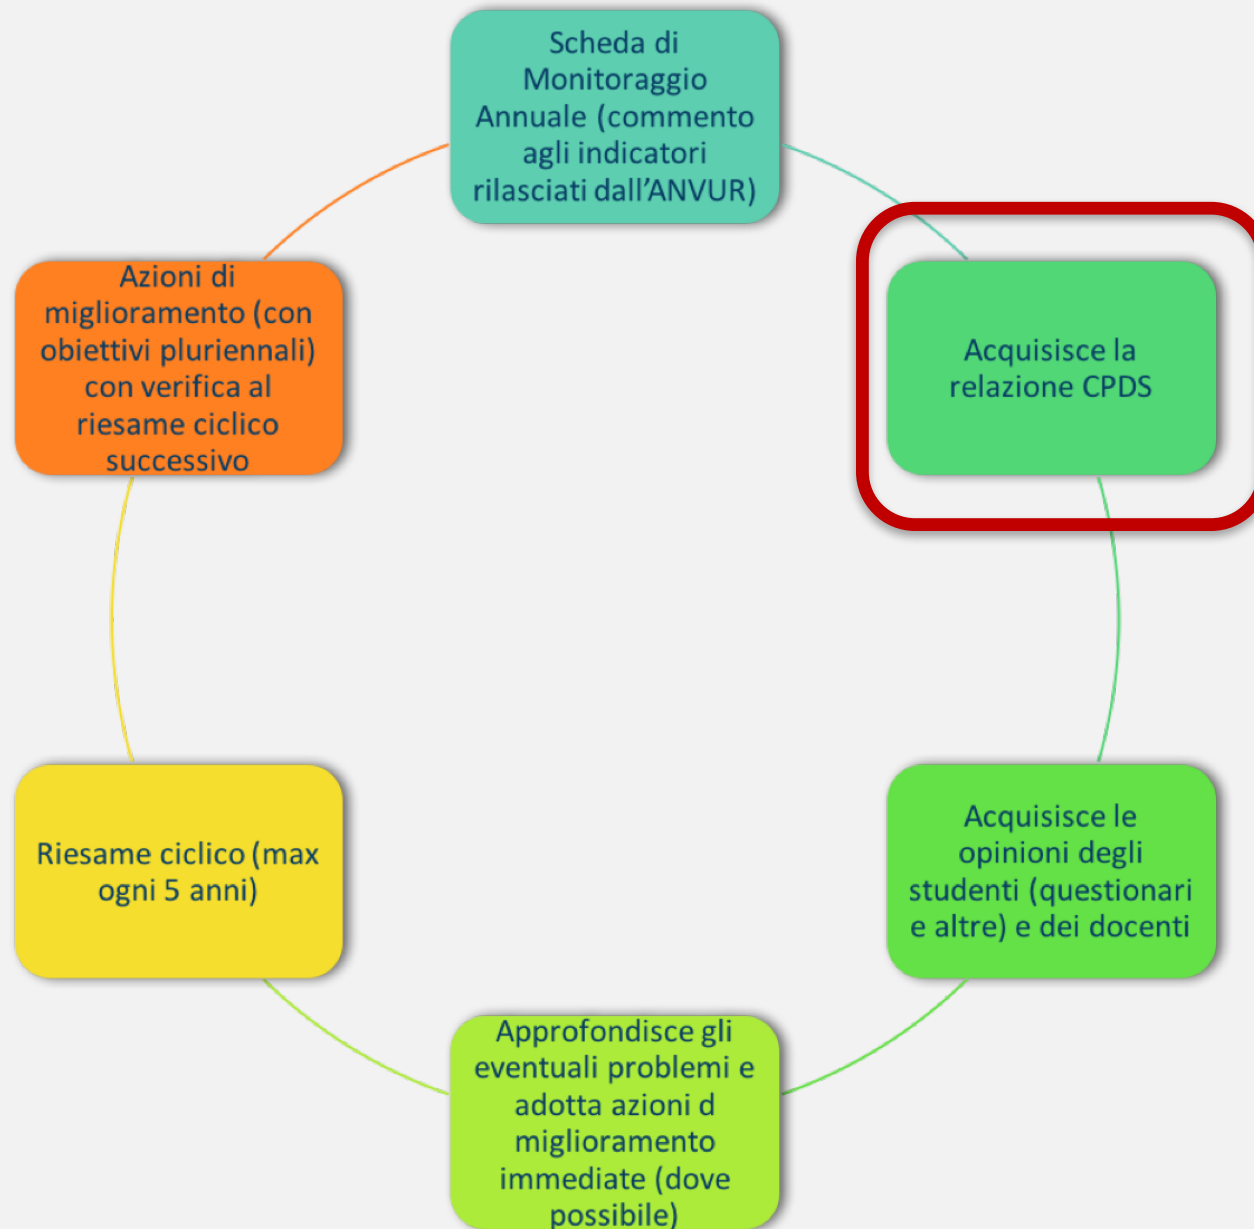 Scheda di
Monitoraggio
Annuale (commento
agli indicatori
rilasciati dall'ANVUR)
Acquisisce la
relazione CPDS
Acquisisce le
opinioni degli
studenti (questionari
e altre) e dei docenti
Approfondisce gli
eventuali problemi e
adotta azioni d
miglioramento
immediate (dove
possibile)
Riesame ciclico (max
ogni 5 anni)
Azioni di
miglioramento (con
obiettivi pluriennali)
con verifica al
riesame ciclico
successivo